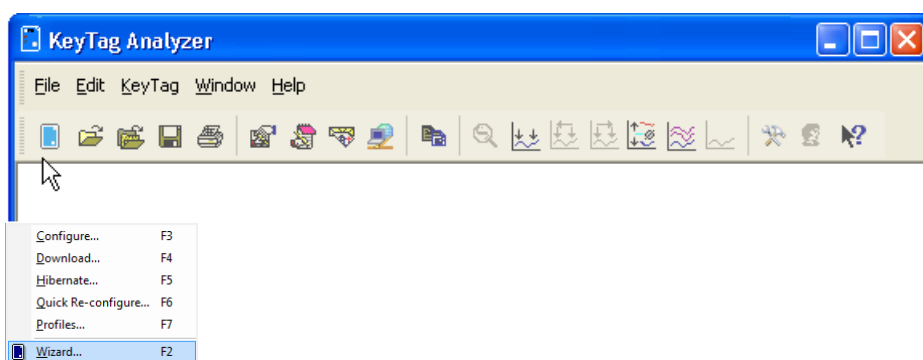 KeyTag Analyzer
File Edit KeyTag Window Help
Configure... F3
Download... F4
Hibernate... F5
Quick Re-configure... F6
Profiles... F7
Wizard... F2